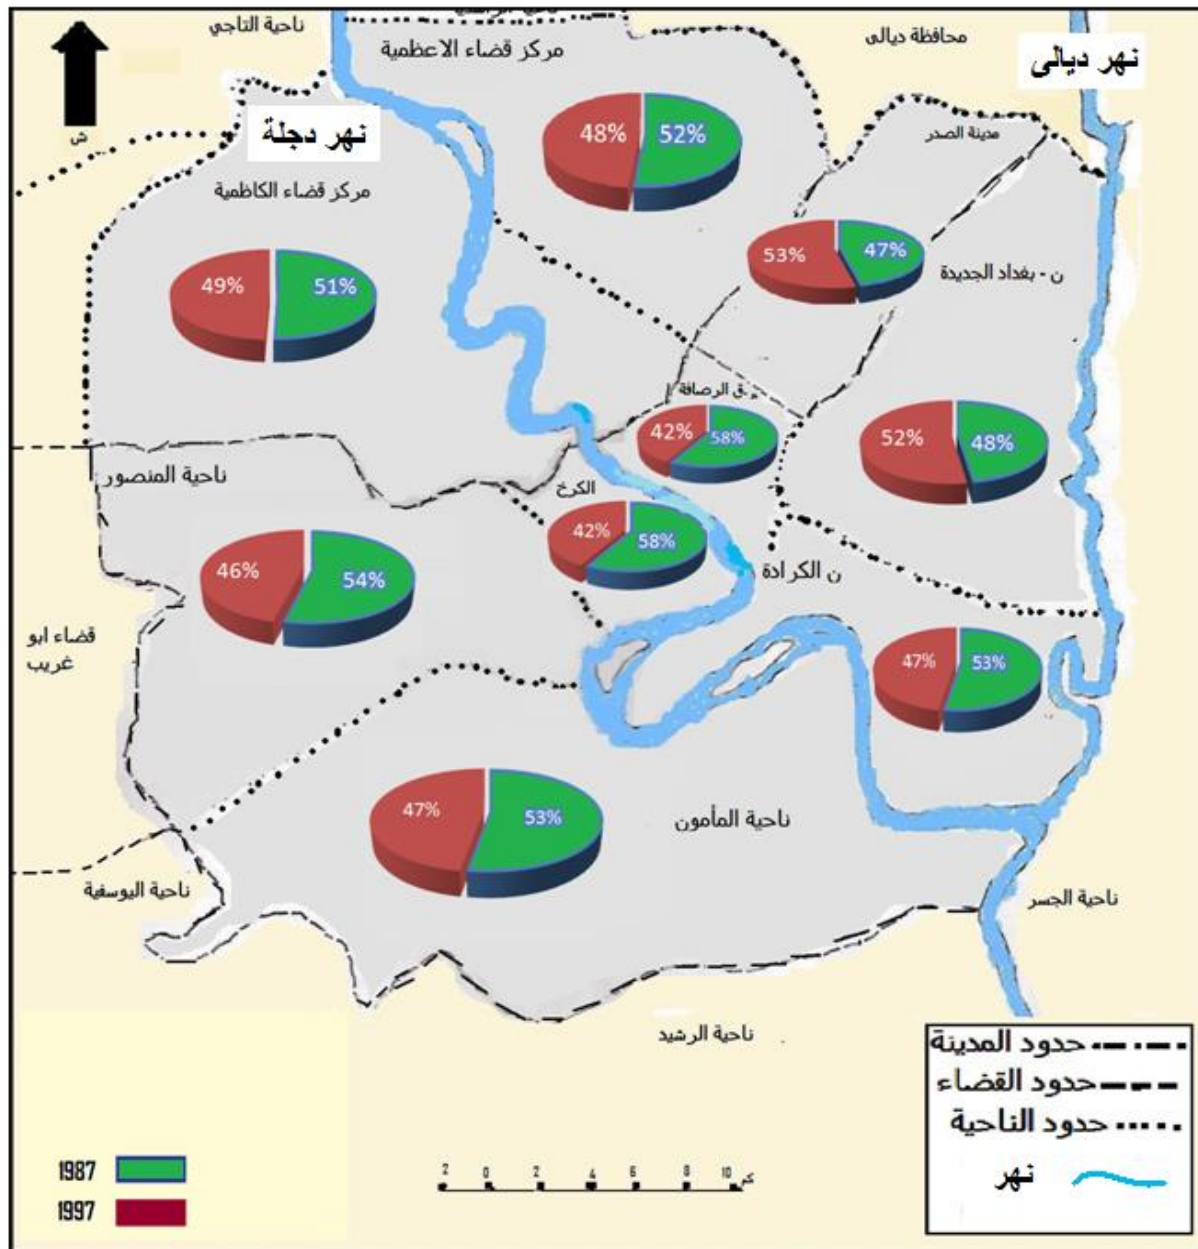 ناحية التاجي
مركز قضاء الاعظمية
محافظة ديالى
نهر ديالى
ش
نهر دجلة
مدينة الصدر
48%
52%
مركز قضاء الكاظمية
53%
47%
ن - بغداد الجديدة
49%
51%
ق الرصافة
42%
58%
52%
48%
ناحية المنصور
الكرخ
42%
58%
ن الكرادة
46%
54%
قضاء ابو
غريب
47%
53%
47%
53%
ناحية المأمون
ناحية اليوسفية
ناحية الجسر
ناحية الرشيد
حدود المدينة
حدود القضاء
حدود الناحية
نهر
1987
1997
2 0 2 4 6 8 10 كم